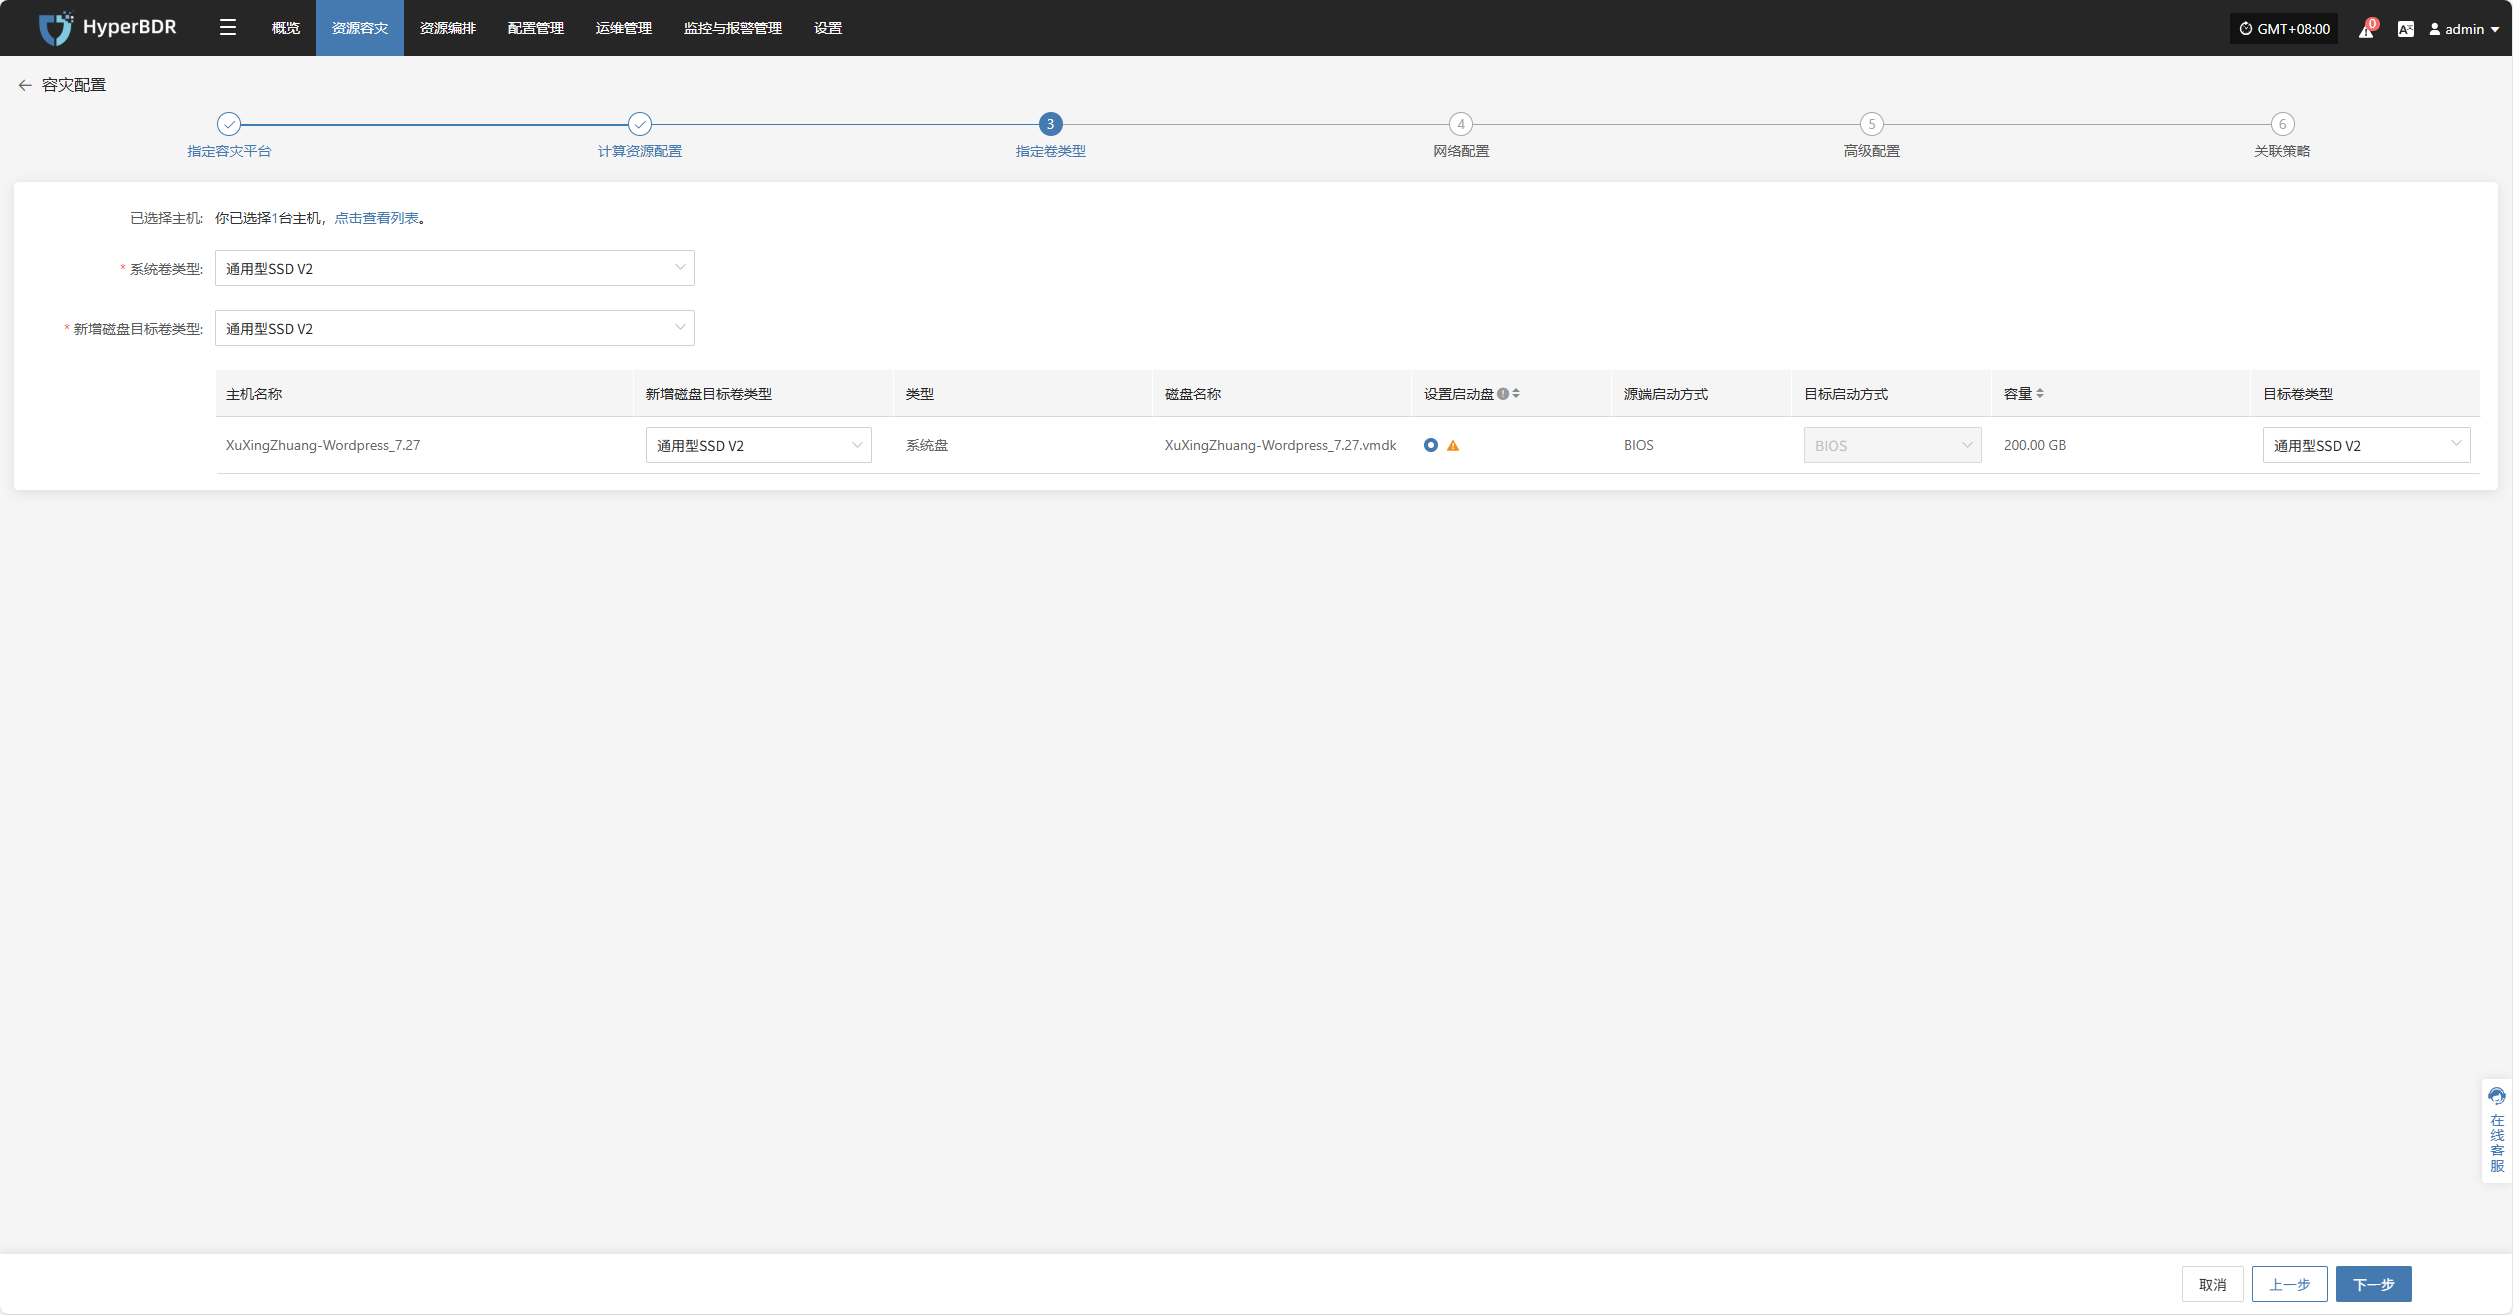 HyperBDR
概览 资源容灾 资源编排 配置管理 运维管理 监控与报警管理 设置
GMT+08:00 0 admin
容灾配置
3 4 5 6
指定容灾平台 计算资源配置 指定卷类型 网络配置 高级配置 关联策略
已选择主机: 你已选择1台主机，点击查看列表。
* 系统卷类型: 通用型SSD V2
* 新增磁盘目标卷类型: 通用型SSD V2
主机名称 新增磁盘目标卷类型 类型 磁盘名称 设置启动盘 源端启动方式 目标启动方式 容量 目标卷类型
XuXingZhuang-Wordpress_7.27 通用型SSD V2 系统盘 XuXingZhuang-Wordpress_7.27.vmdk BIOS BIOS 200.00 GB 通用型SSD V2
在线客服
取消 上一步 下一步